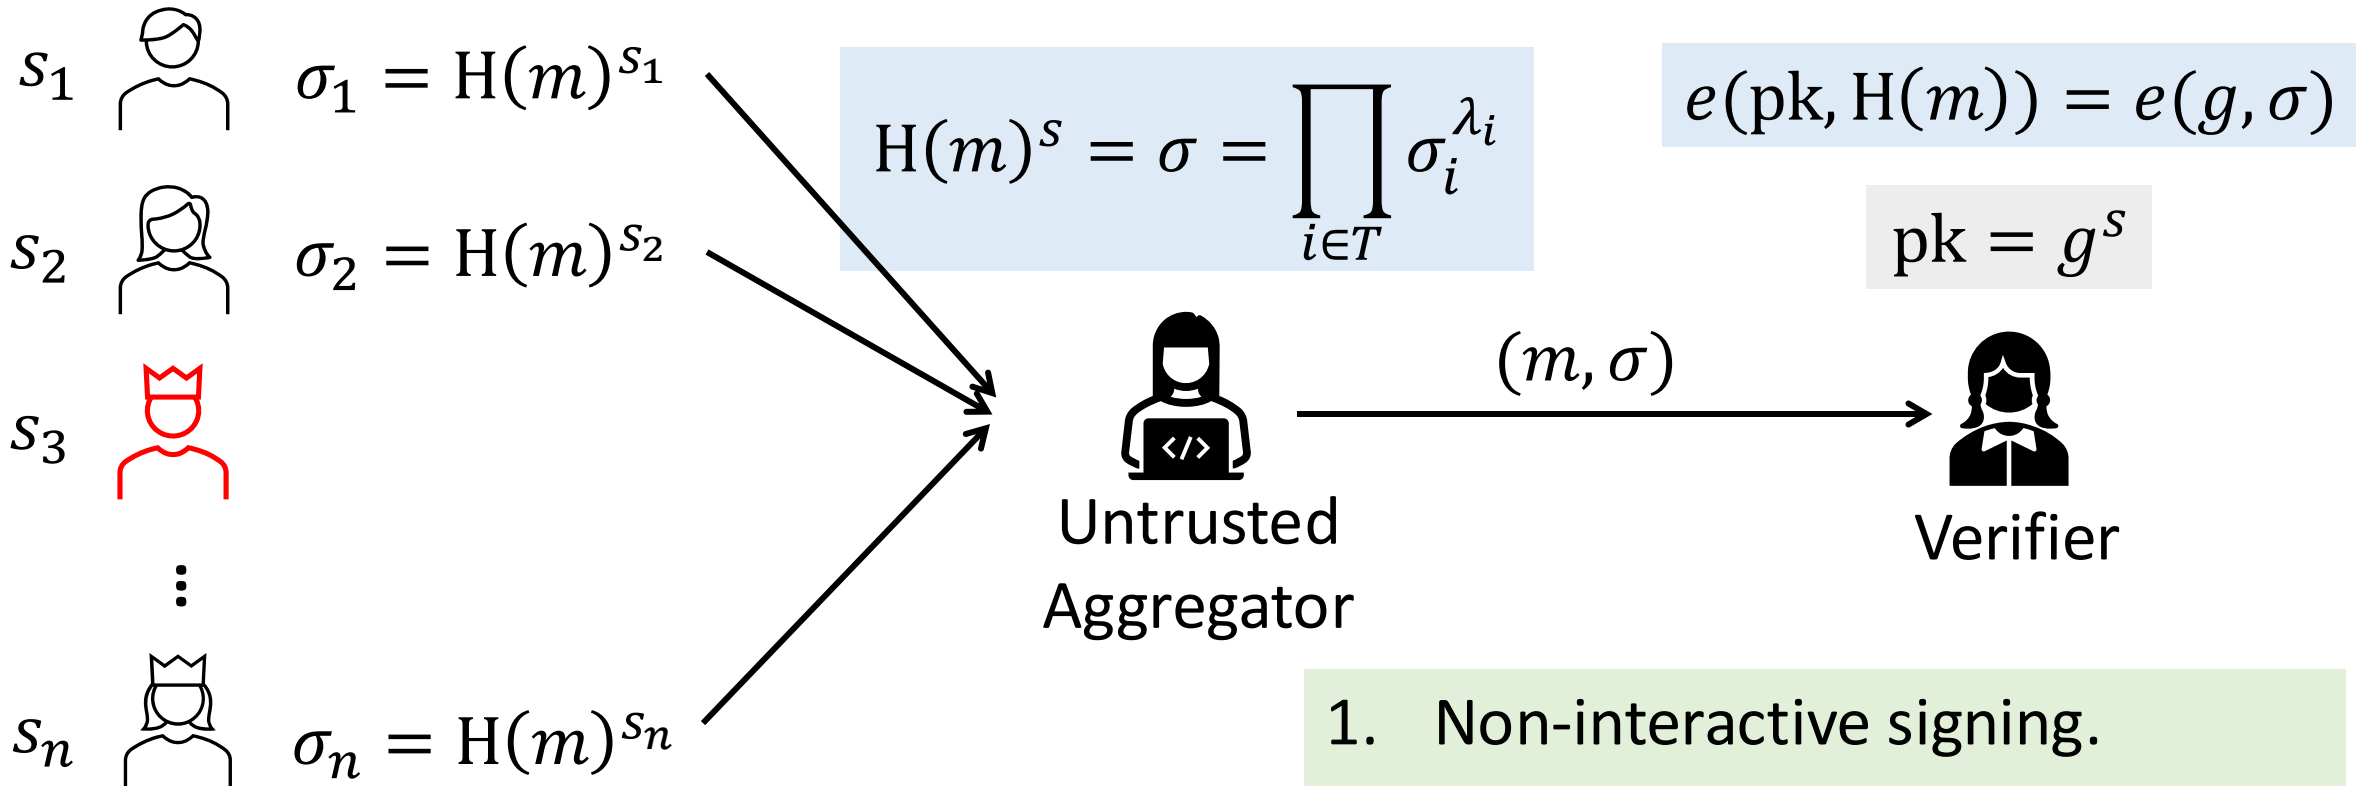 s₁ σ₁ = H(m)^{s₁}
H(m)^s = σ = ∏_{i∈T} σ_i^{λ_i}
e(pk, H(m)) = e(g, σ)
pk = g^s
s₂ σ₂ = H(m)^{s₂}
s₃
⋮
s_n σ_n = H(m)^{s_n}
</>
Untrusted
Aggregator
(m, σ)
Verifier
1. Non-interactive signing.